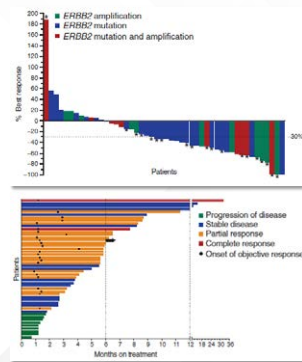 ERBB2 amplification
ERBB2 mutation
ERBB2 mutation and amplification
% Best response
200
180
160
140
120
100
80
60
40
20
0
-20
-40
-60
-80
-100
-30%
Patients
Progression of disease
Stable disease
Partial response
Complete response
Onset of objective response
Patients
0 1 2 3 4 5 6 7 8 9 10 11 12 13 18 24 30 36
Months on treatment